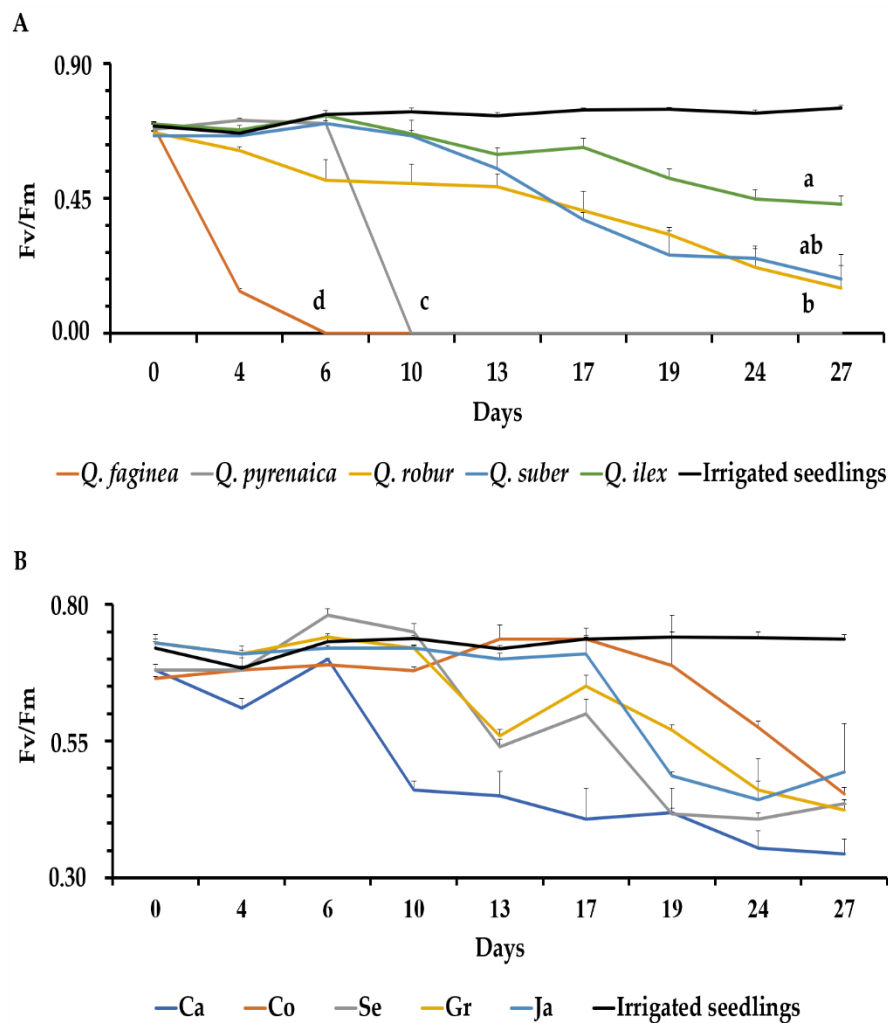 A
0.90
0.45
0.00
Fv/Fm
a
ab
b
d
c
0 4 6 10 13 17 19 24 27
Days
Q. faginea Q. pyrenaica Q. robur Q. suber Q. ilex Irrigated seedlings
B
0.80
0.55
0.30
Fv/Fm
0 4 6 10 13 17 19 24 27
Days
Ca Co Se Gr Ja Irrigated seedlings